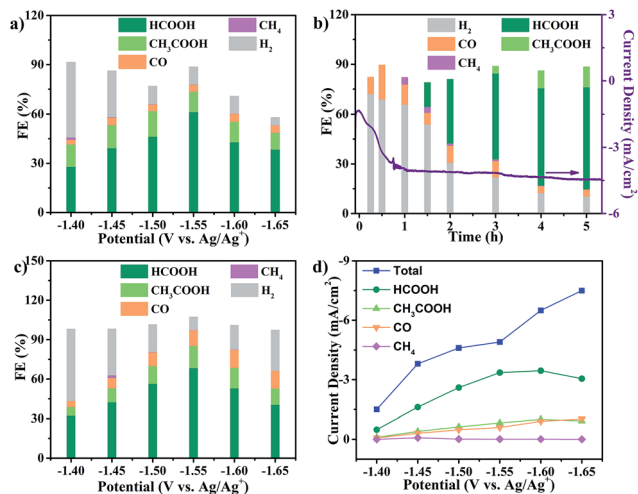 a)
HCOOH
CH₄
CH₃COOH
H₂
CO
FE (%)
120
90
60
30
0
-1.40 -1.45 -1.50 -1.55 -1.60 -1.65
Potential (V vs. Ag/Ag⁺)
b)
H₂
HCOOH
CO
CH₃COOH
CH₄
FE (%)
120
90
60
30
0
0 1 2 3 4 5
Time (h)
3
0
-3
-4
-6
Current Density (mA/cm²)
c)
HCOOH
CH₄
CH₃COOH
H₂
CO
FE (%)
150
120
90
60
30
0
-1.40 -1.45 -1.50 -1.55 -1.60 -1.65
Potential (V vs. Ag/Ag⁺)
d)
Total
HCOOH
CH₃COOH
CO
CH₄
Current Density (mA/cm²)
-9
-6
-3
0
-1.40 -1.45 -1.50 -1.55 -1.60 -1.65
Potential (V vs. Ag/Ag⁺)